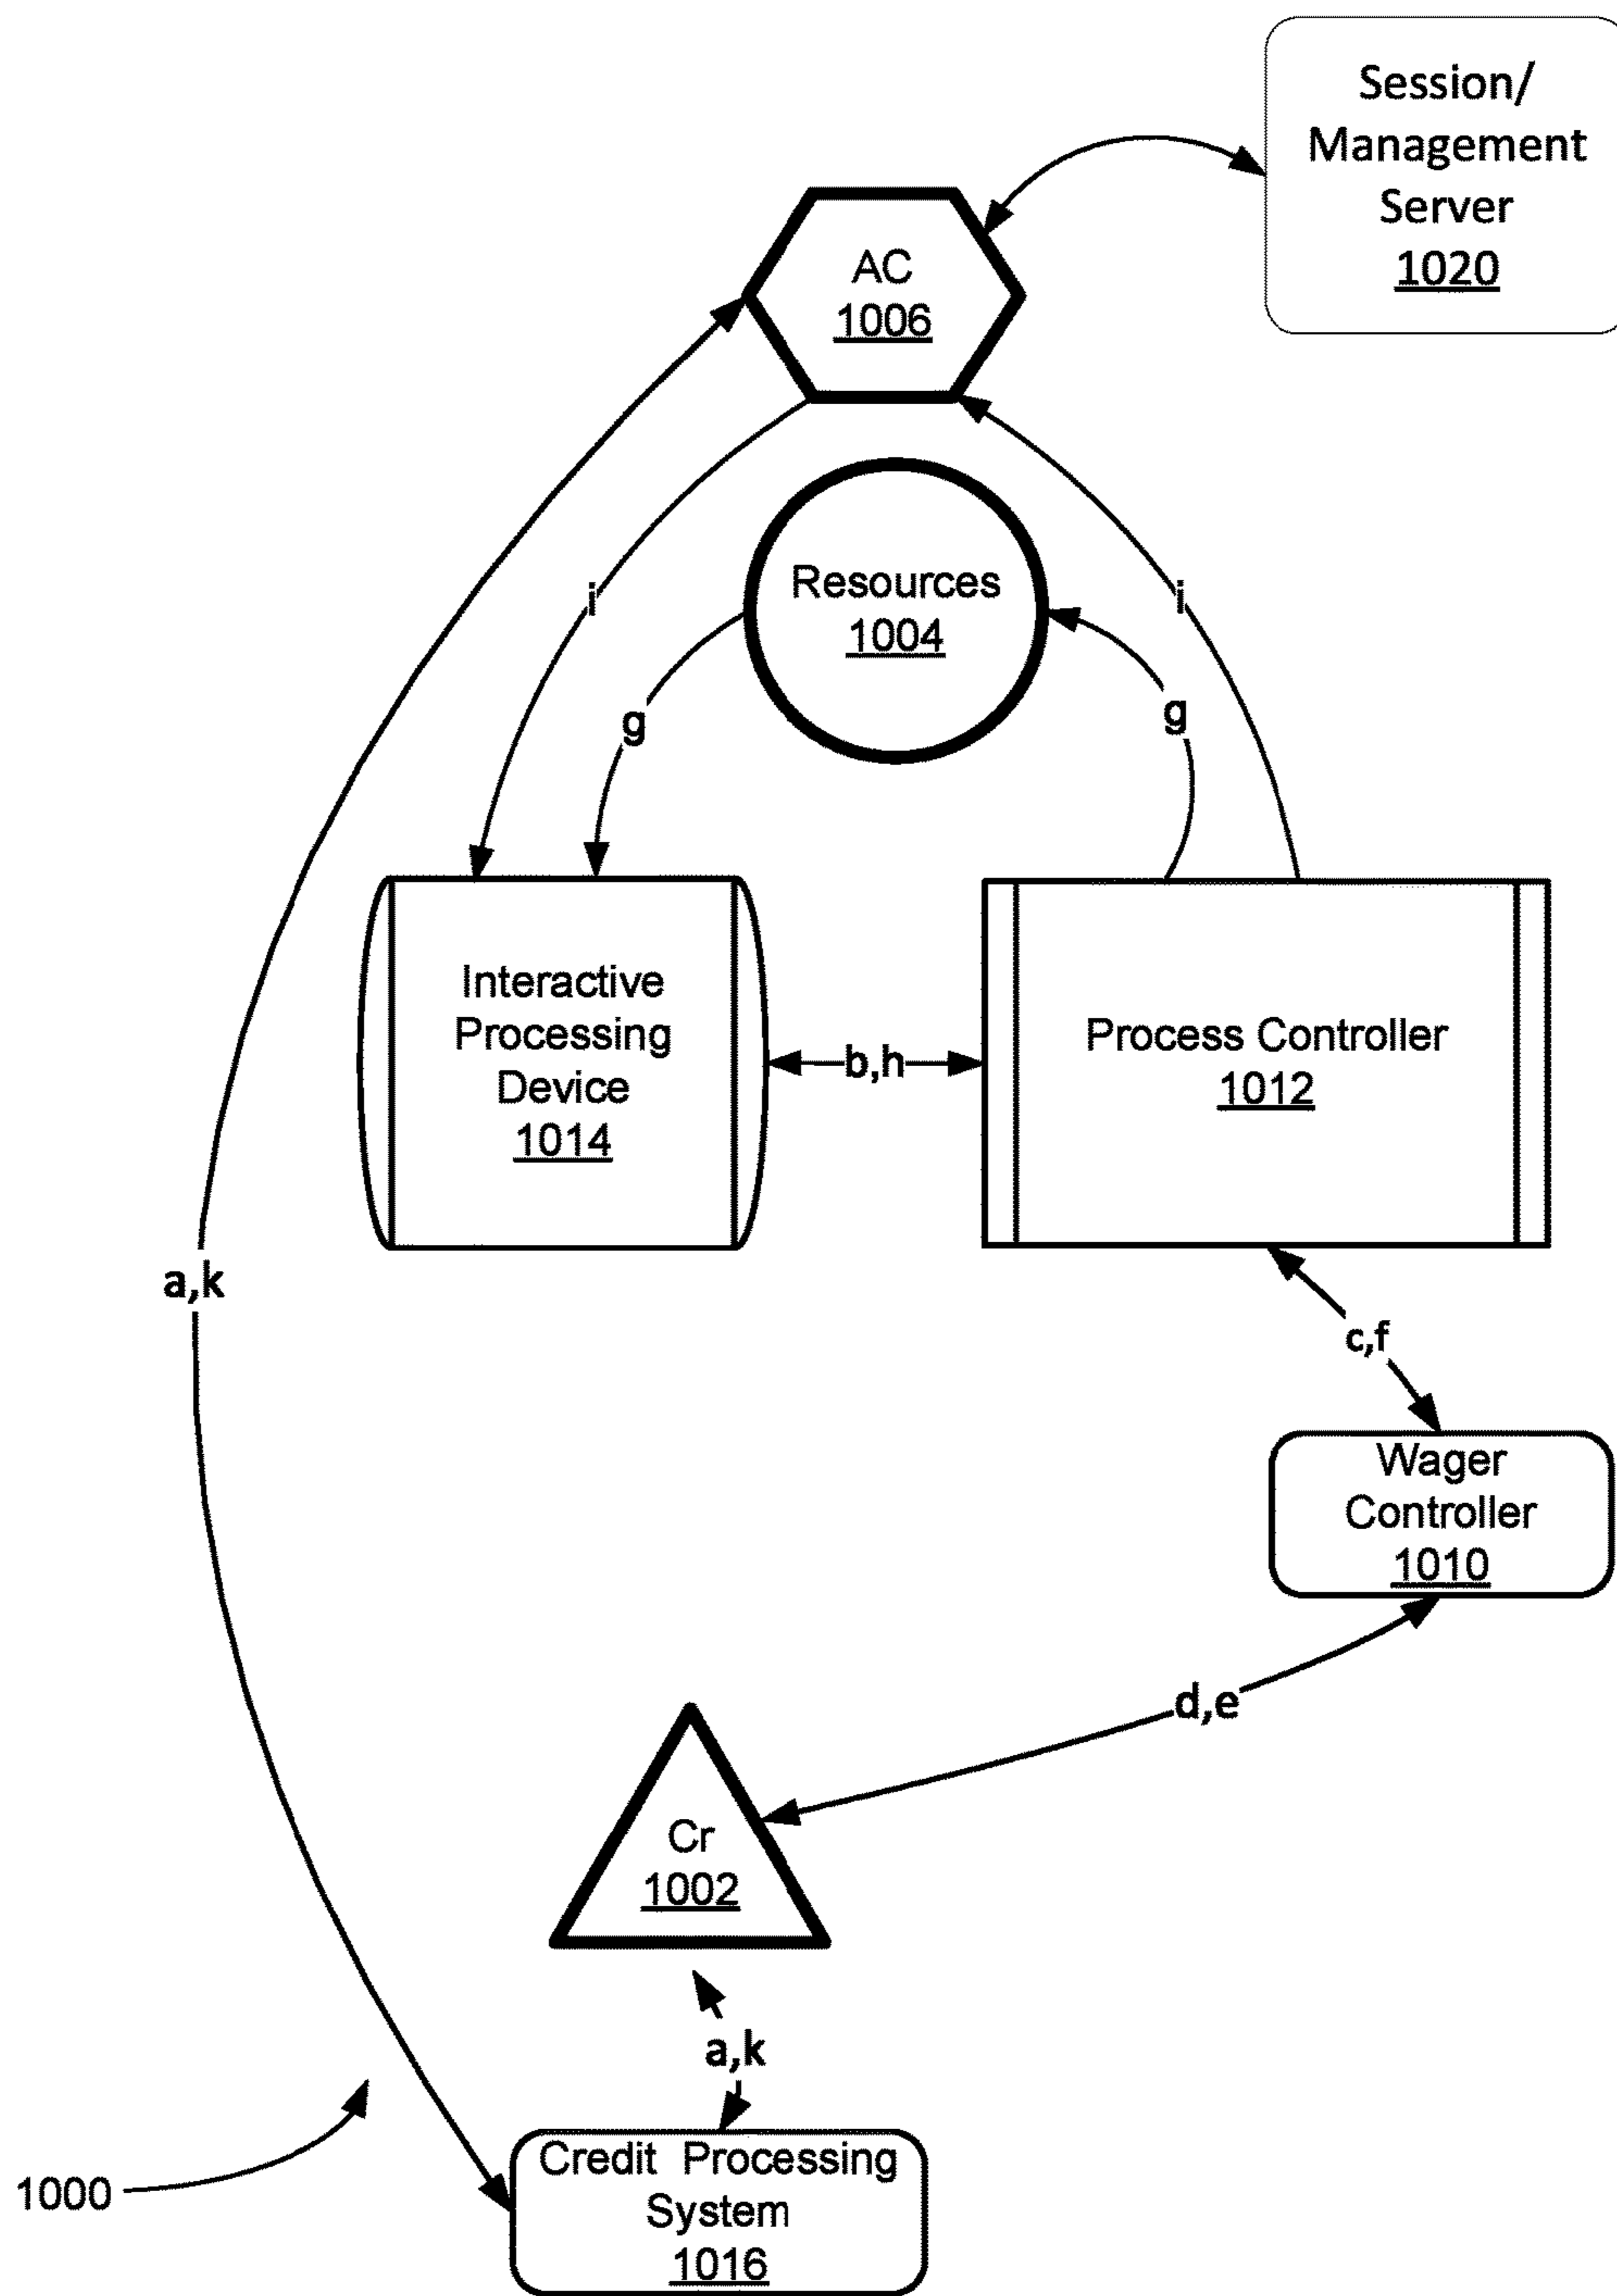 Session/
Management
Server
1020
AC
1006
Resources
1004
i
i
g
g
Interactive
Processing
Device
1014
b,h
Process Controller
1012
a,k
c,f
Wager
Controller
1010
d,e
Cr
1002
a,k
Credit Processing
System
1016
1000